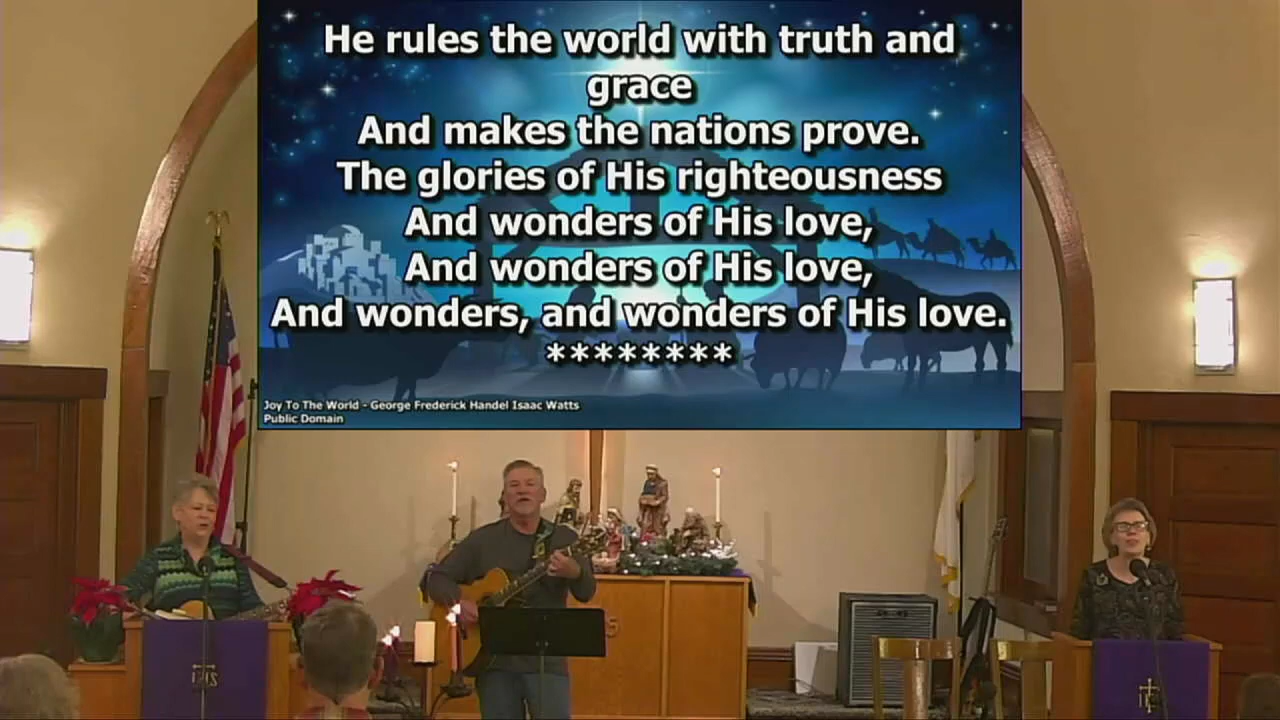 He rules the world with truth and
grace
And makes the nations prove.
The glories of His righteousness
And wonders of His love,
And wonders of His love,
And wonders, and wonders of His love.
********
Joy To The World - George Frederick Handel Isaac Watts
Public Domain
IHS